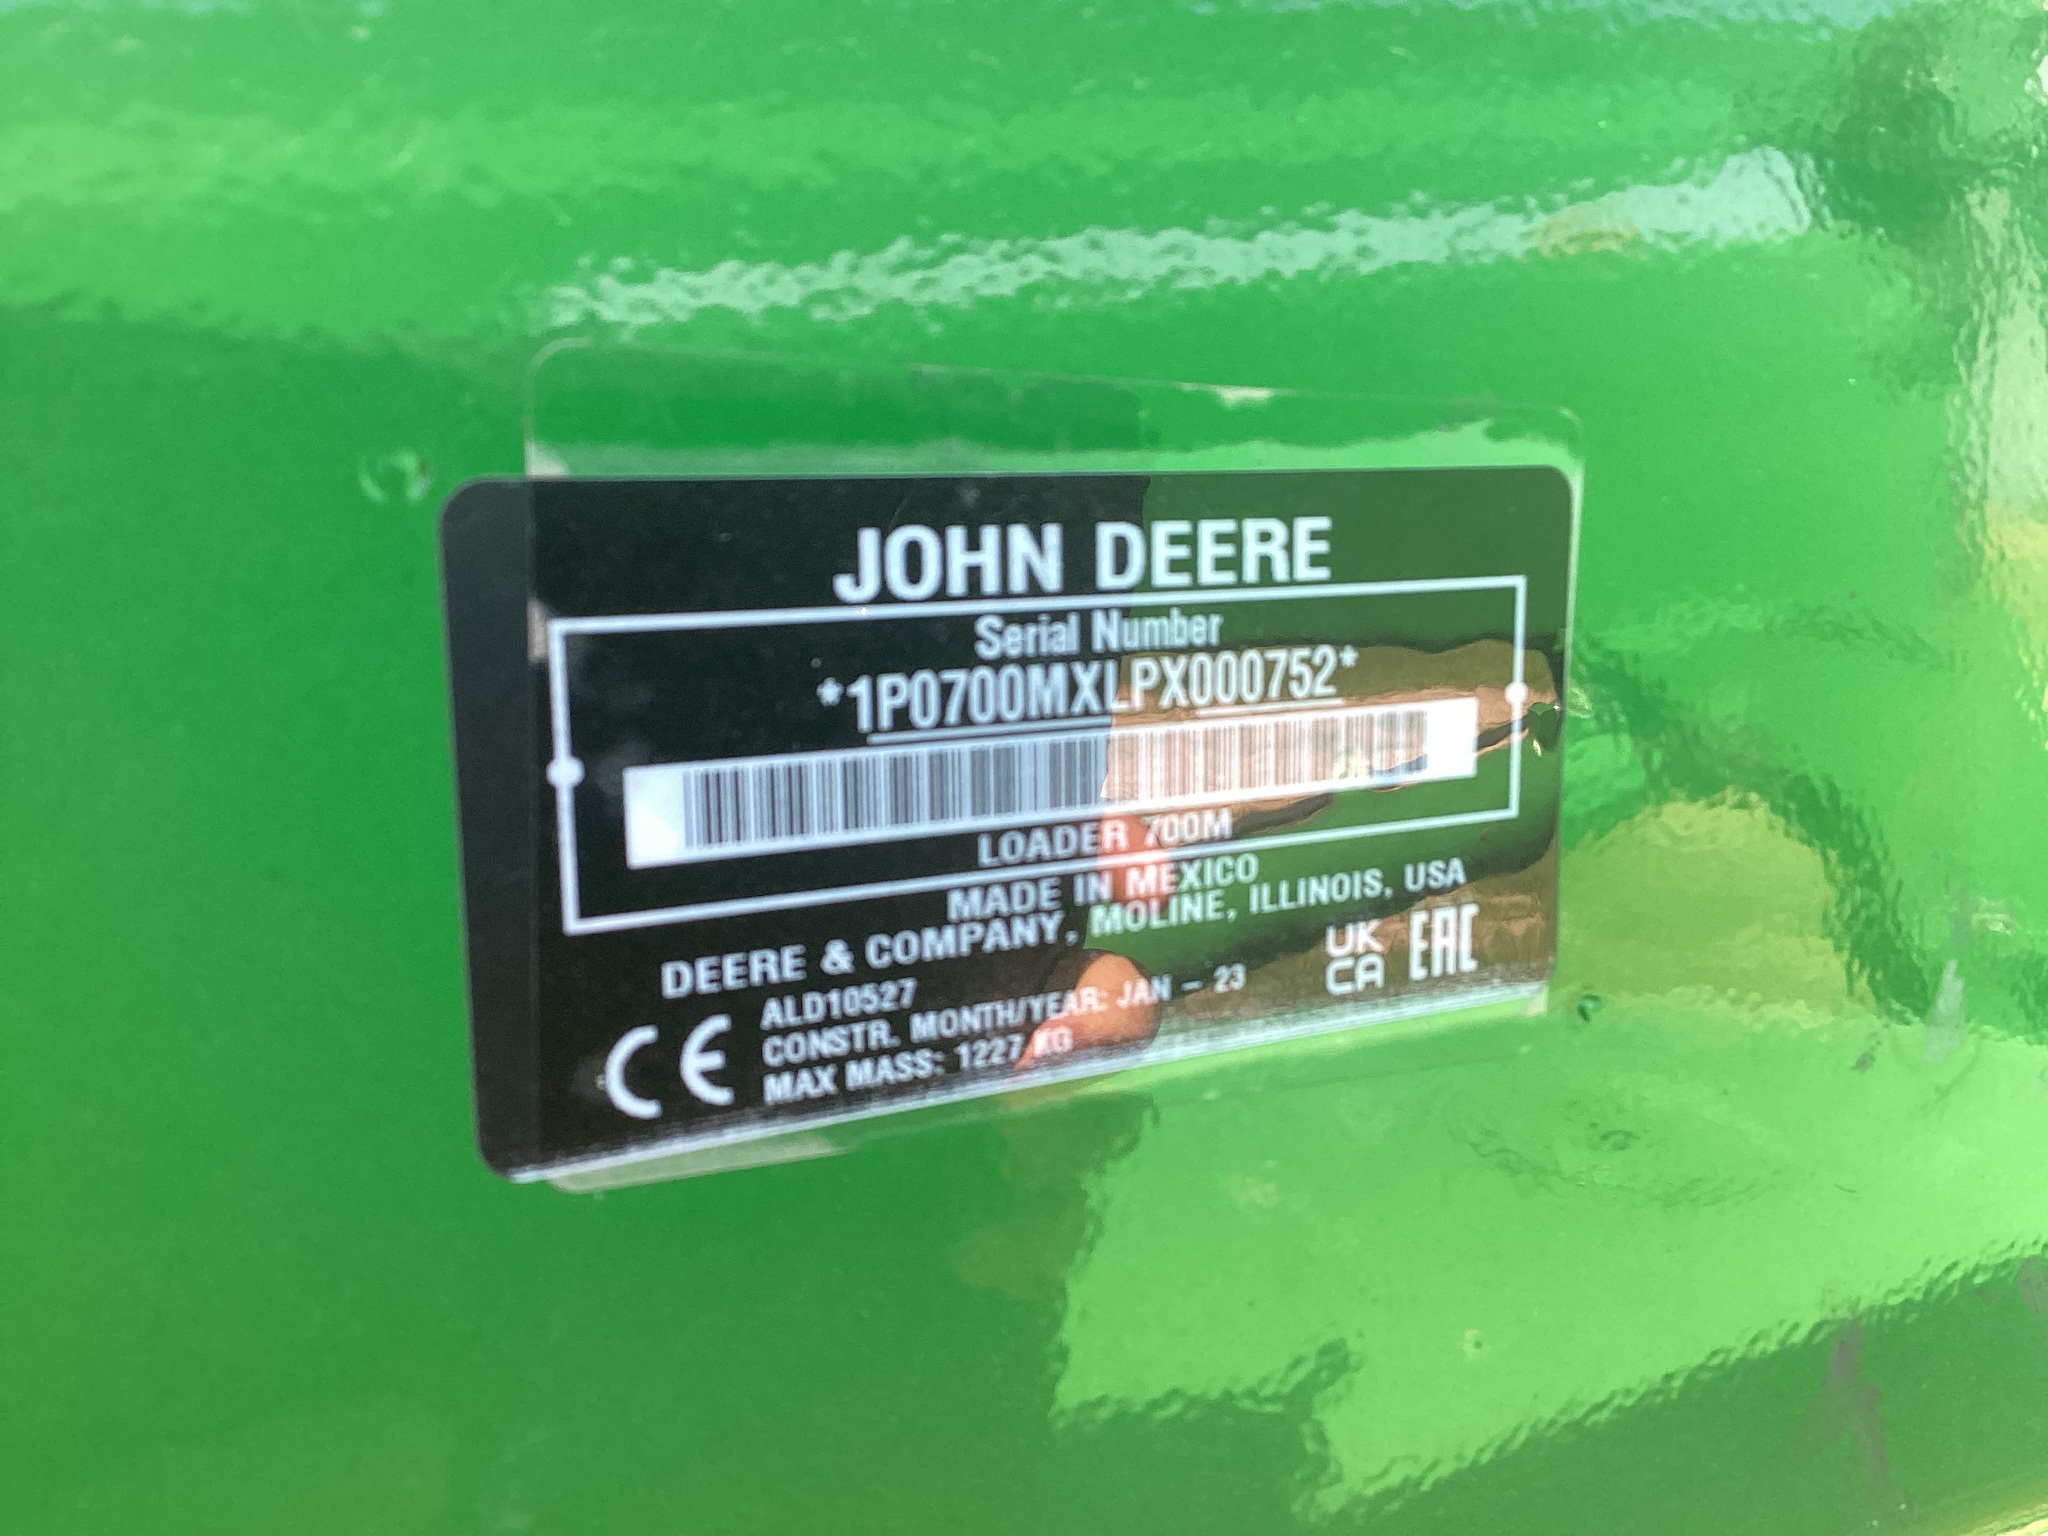 JOHN DEERE
Serial Number
*1P0700MXLPX000752*
LOADER 700M
MADE IN MEXICO
DEERE & COMPANY, MOLINE, ILLINOIS, USA
ALD10527
CONSTR. MONTH/YEAR: JAN - 23
MAX MASS: 1227 KG
CE
UK
CA
EAC